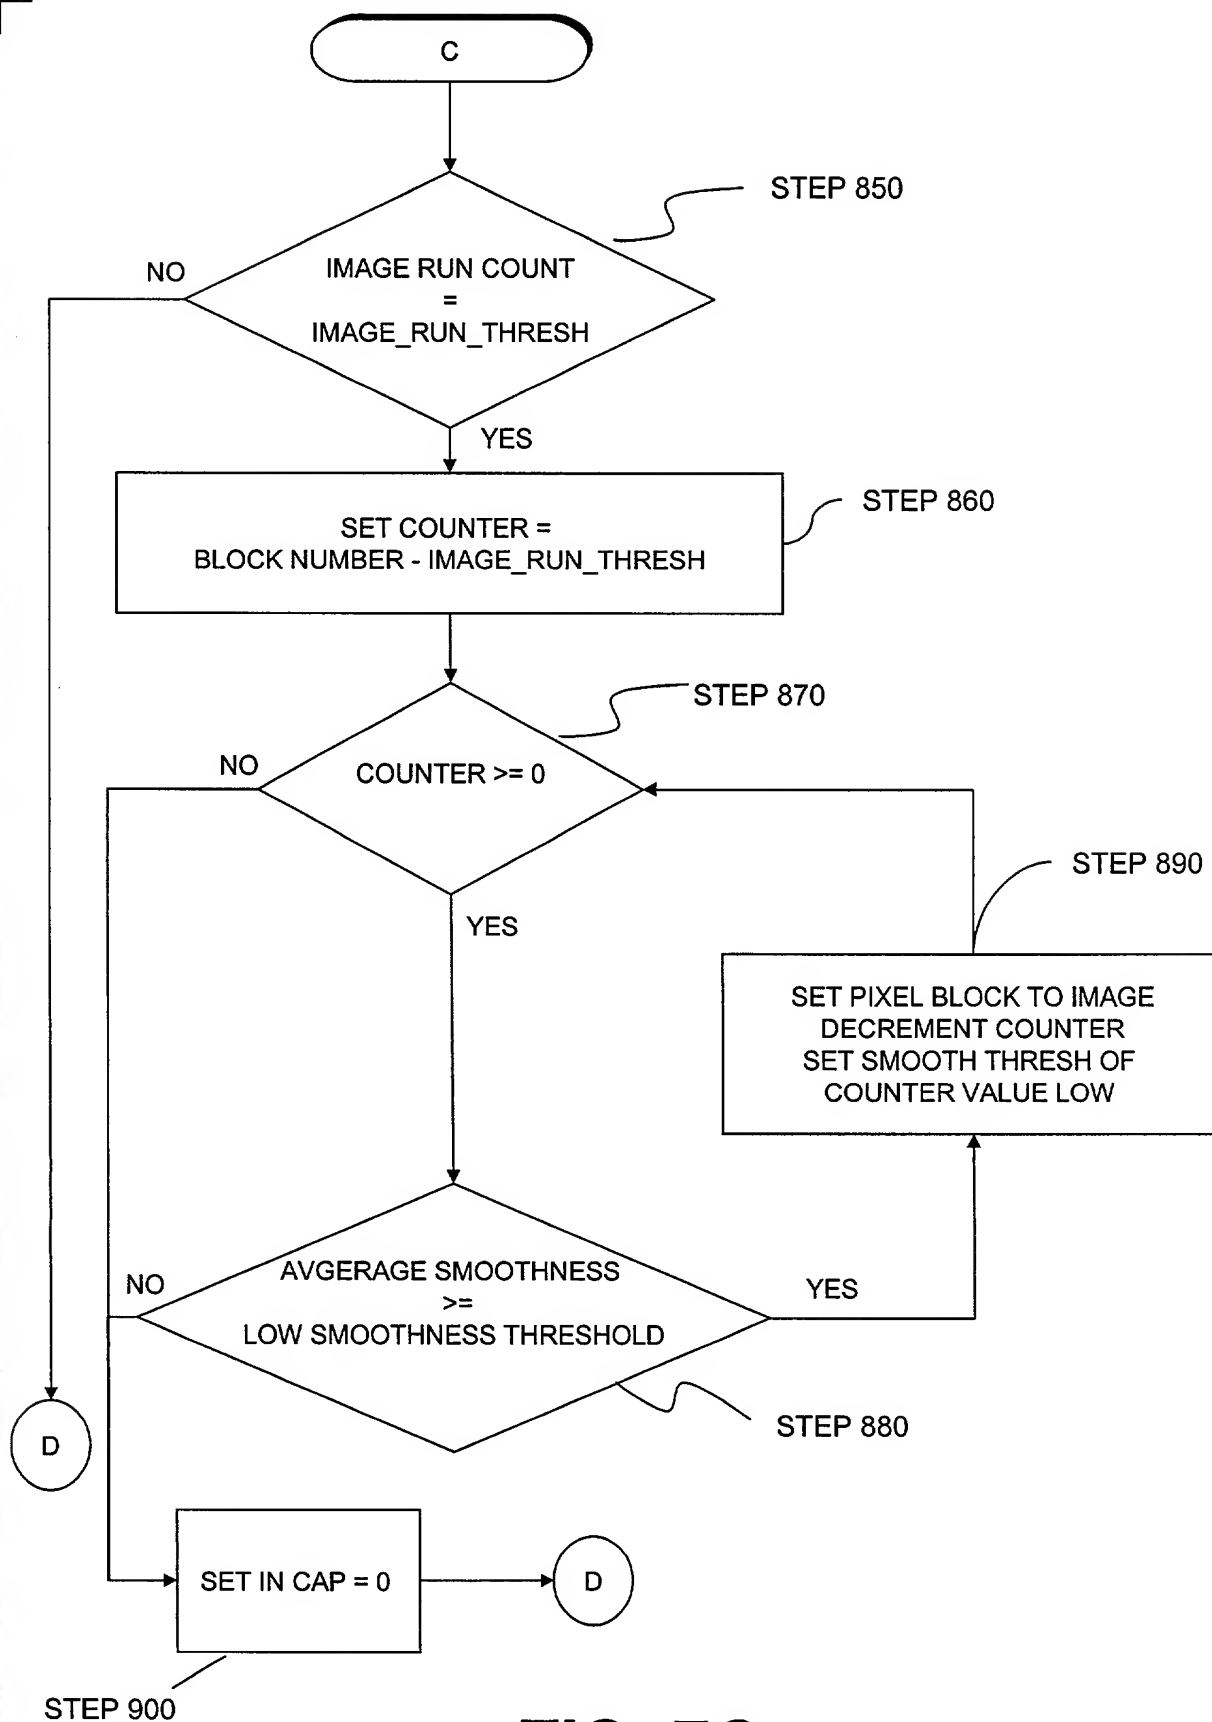 C
STEP 850
NO
IMAGE RUN COUNT
=
IMAGE_RUN_THRESH
YES
STEP 860
SET COUNTER =
BLOCK NUMBER - IMAGE_RUN_THRESH
STEP 870
NO
COUNTER >= 0
STEP 890
YES
SET PIXEL BLOCK TO IMAGE
DECREMENT COUNTER
SET SMOOTH THRESH OF
COUNTER VALUE LOW
NO
AVGERAGE SMOOTHNESS
>=
LOW SMOOTHNESS THRESHOLD
YES
STEP 880
D
SET IN CAP = 0
D
STEP 900